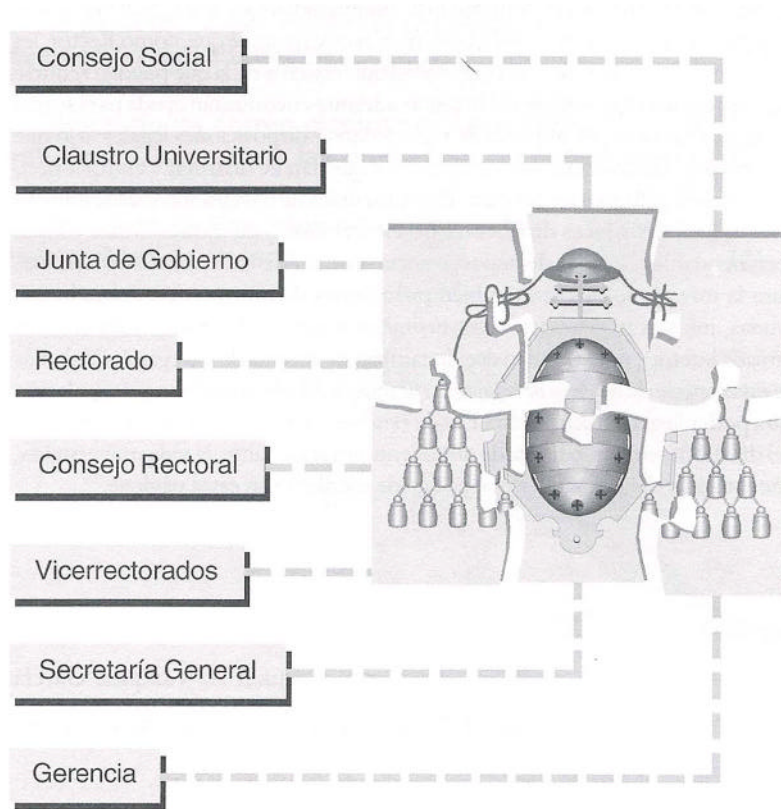 Consejo Social
Claustro Universitario
Junta de Gobierno
Rectorado
Consejo Rectoral
Vicerrectorados
Secretaría General
Gerencia